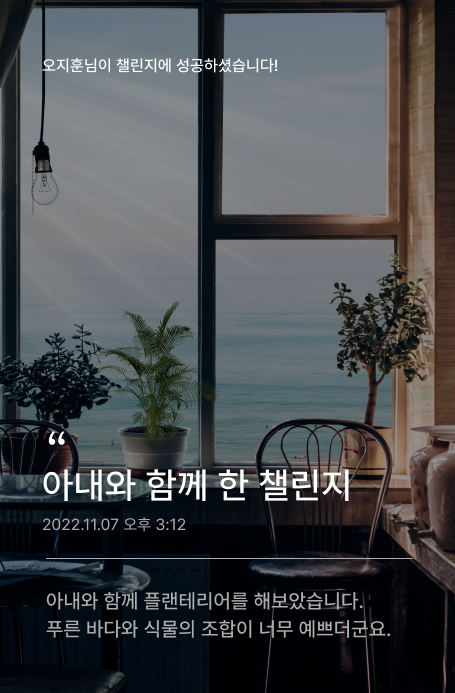 오지훈님이 챌린지에 성공하셨습니다!
“
아내와 함께 한 챌린지
2022.11.07 오후 3:12
아내와 함께 플랜테리어를 해보았습니다.
푸른 바다와 식물의 조합이 너무 예쁘더군요.